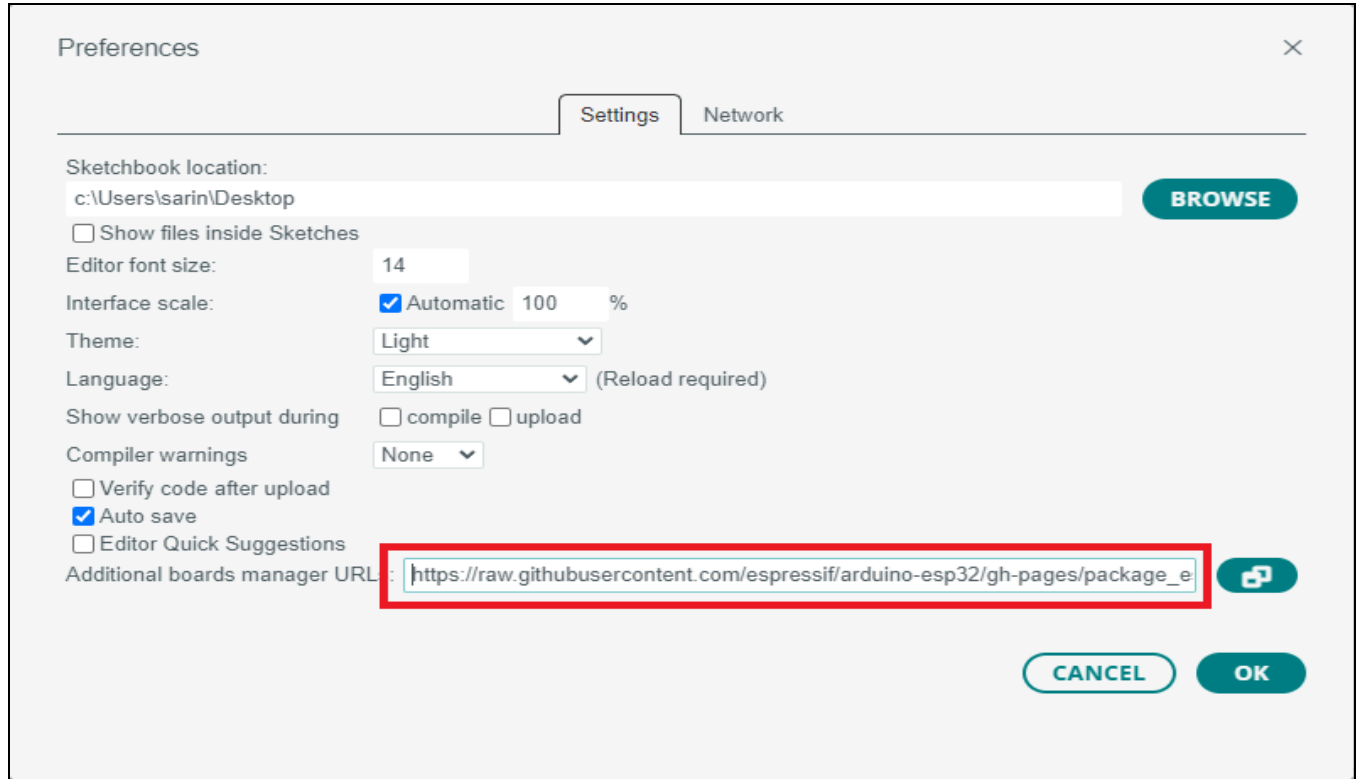 Preferences
Settings Network
Sketchbook location:
c:\Users\sarin\Desktop
BROWSE
Show files inside Sketches
Editor font size: 14
Interface scale: Automatic 100 %
Theme: Light
Language: English (Reload required)
Show verbose output during compile upload
Compiler warnings None
Verify code after upload
Auto save
Editor Quick Suggestions
Additional boards manager URLs: https://raw.githubusercontent.com/espressif/arduino-esp32/gh-pages/package_e
CANCEL OK